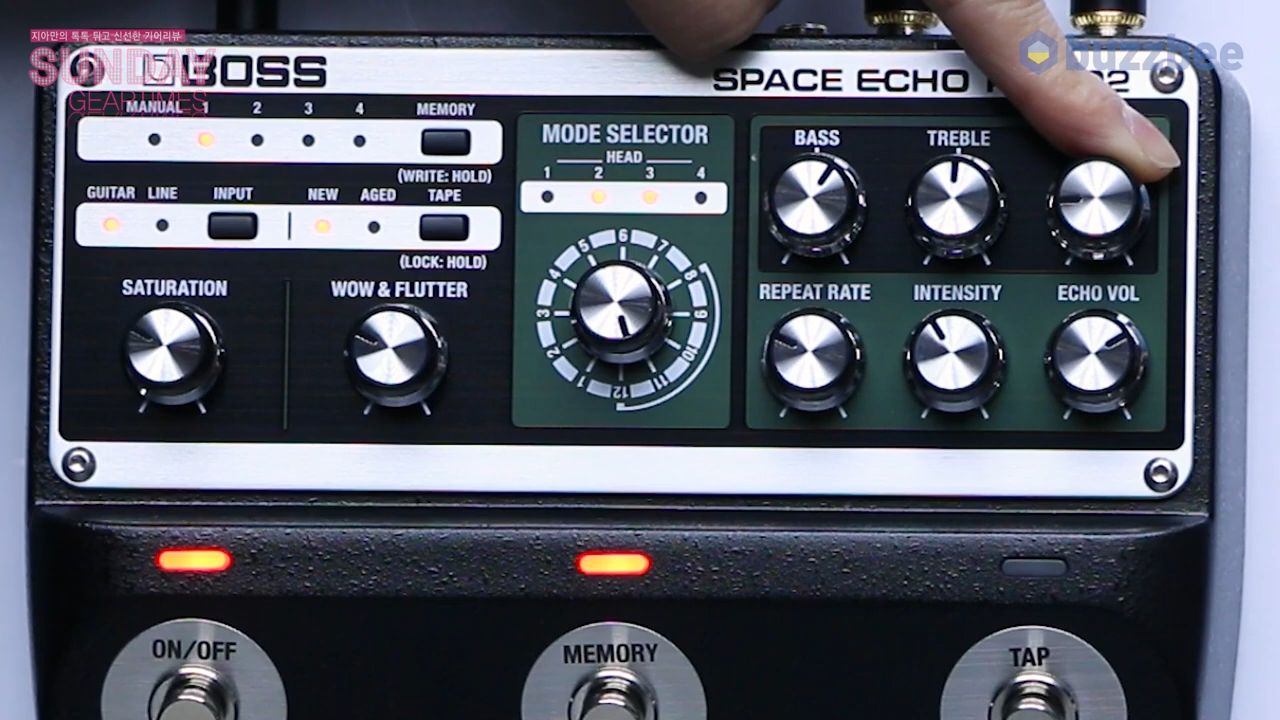 지아만의 톡톡 튀고 신선한 기어리뷰
SUNDAY
GEARTIMES
BOSS
SPACE ECHO
buzzbee
MANUAL 1 2 3 4 MEMORY
(WRITE: HOLD)
GUITAR LINE INPUT NEW AGED TAPE
(LOCK: HOLD)
SATURATION WOW & FLUTTER
MODE SELECTOR
HEAD
1 2 3 4
1 2 3 4 5 6 7 8 9 10 11 12
BASS TREBLE
REPEAT RATE INTENSITY ECHO VOL
ON/OFF MEMORY TAP